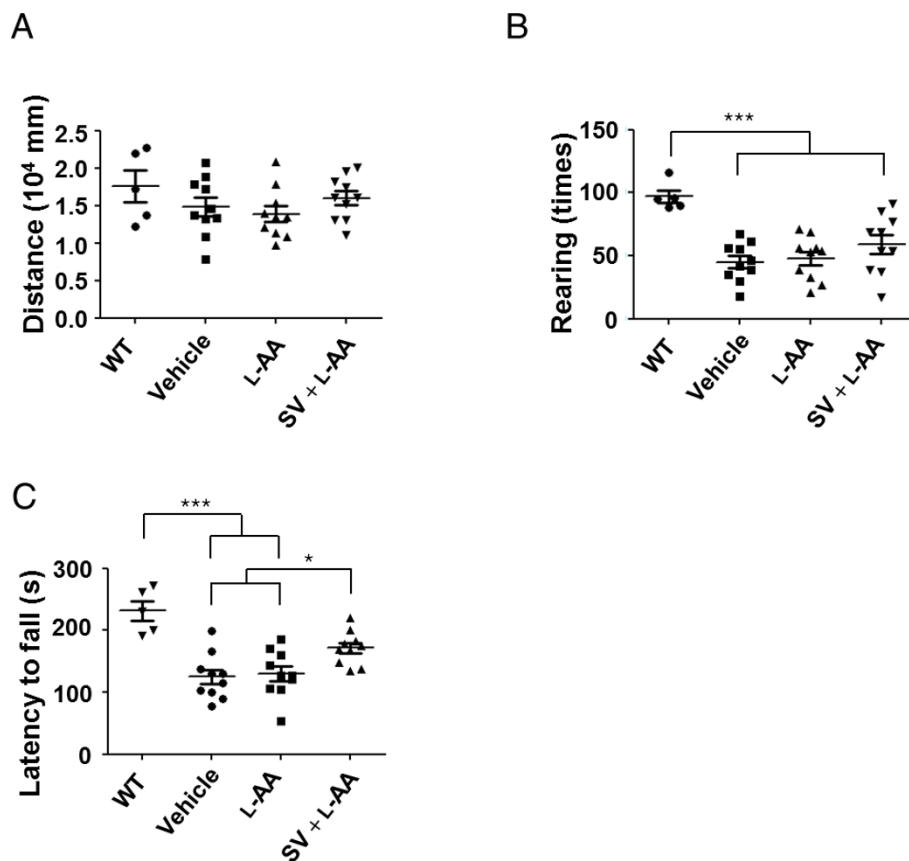 A
Distance (10⁴ mm)
2.5
2.0
1.5
1.0
0.5
0.0
WT
Vehicle
L-AA
SV + L-AA
B
Rearing (times)
150
100
50
0
***
WT
Vehicle
L-AA
SV + L-AA
C
Latency to fall (s)
300
200
100
0
***
*
WT
Vehicle
L-AA
SV + L-AA